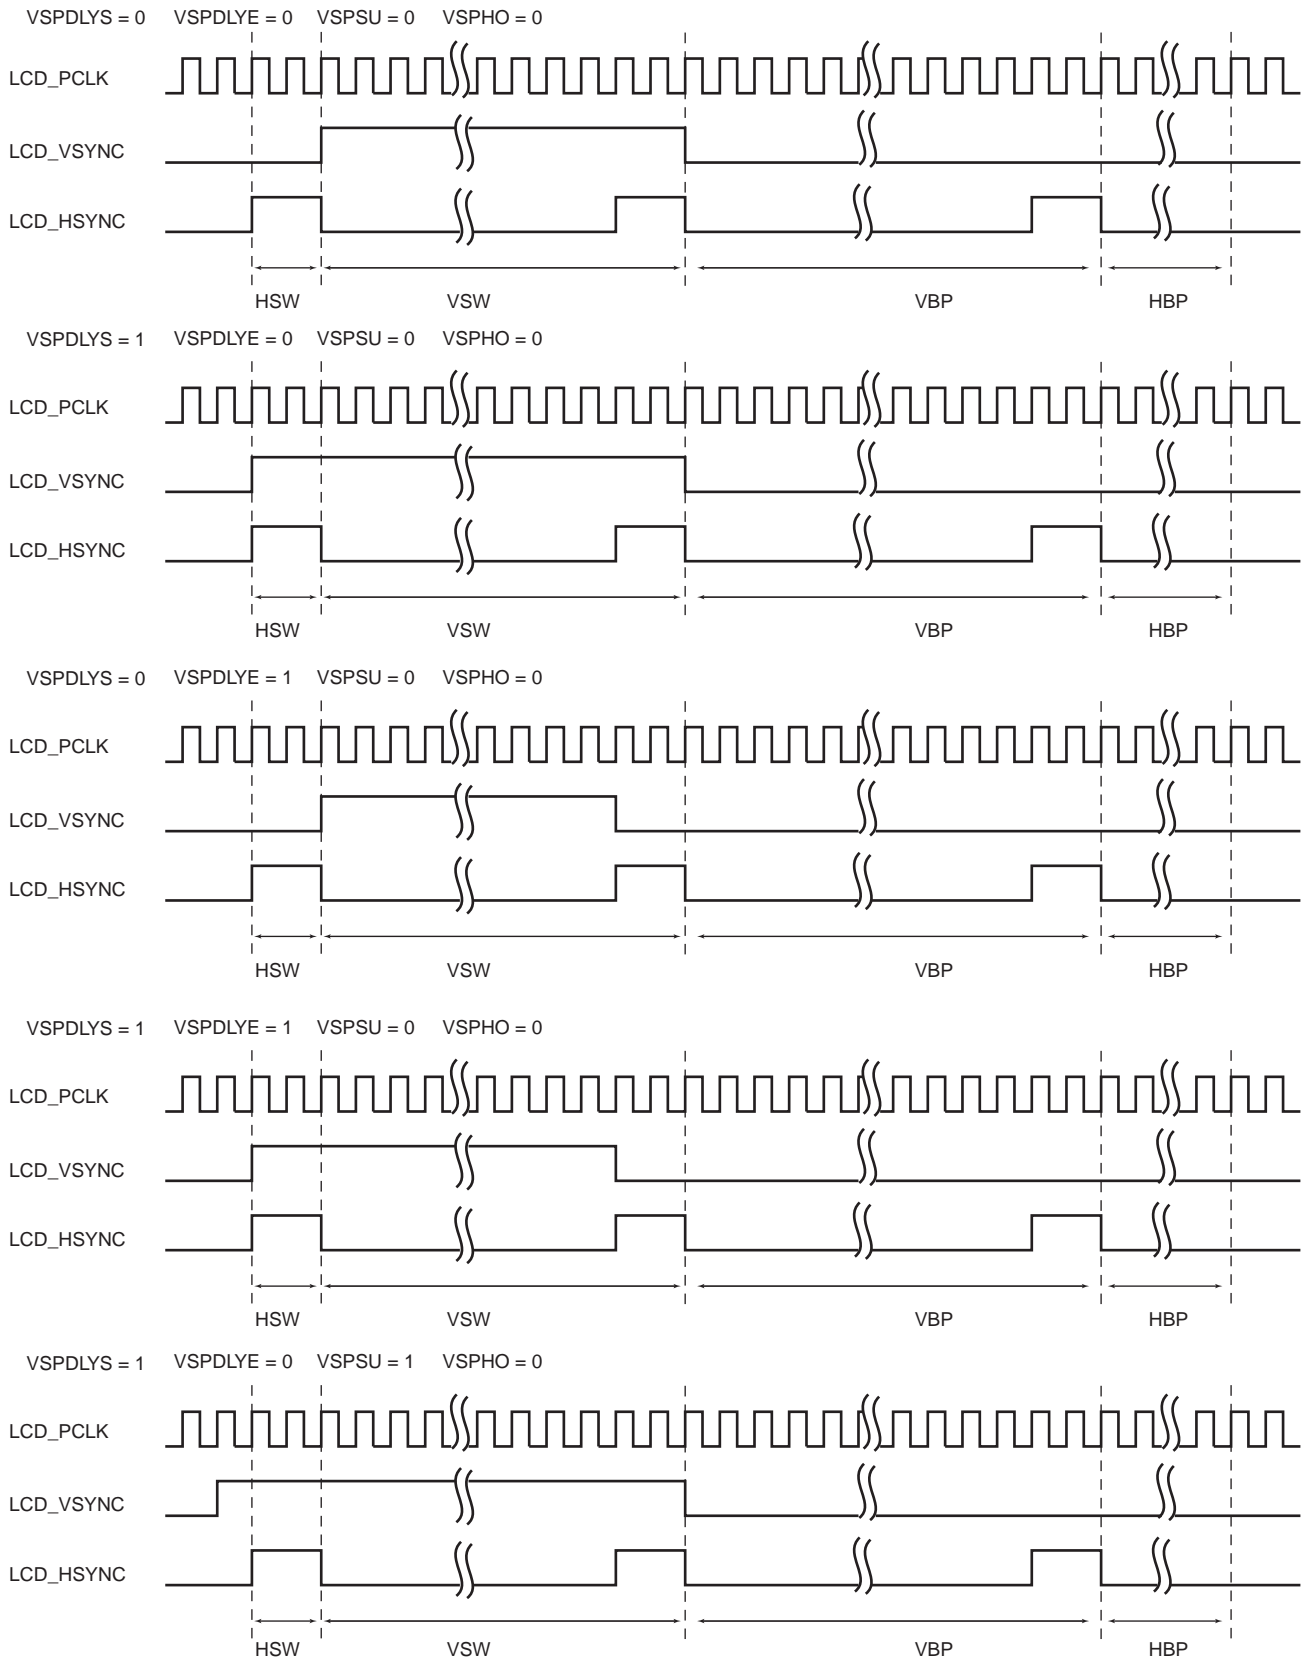 VSPDLYS = 0 VSPDLYE = 0 VSPSU = 0 VSPHO = 0
LCD_PCLK
LCD_VSYNC
LCD_HSYNC
HSW VSW VBP HBP
VSPDLYS = 1 VSPDLYE = 0 VSPSU = 0 VSPHO = 0
LCD_PCLK
LCD_VSYNC
LCD_HSYNC
HSW VSW VBP HBP
VSPDLYS = 0 VSPDLYE = 1 VSPSU = 0 VSPHO = 0
LCD_PCLK
LCD_VSYNC
LCD_HSYNC
HSW VSW VBP HBP
VSPDLYS = 1 VSPDLYE = 1 VSPSU = 0 VSPHO = 0
LCD_PCLK
LCD_VSYNC
LCD_HSYNC
HSW VSW VBP HBP
VSPDLYS = 1 VSPDLYE = 0 VSPSU = 1 VSPHO = 0
LCD_PCLK
LCD_VSYNC
LCD_HSYNC
HSW VSW VBP HBP